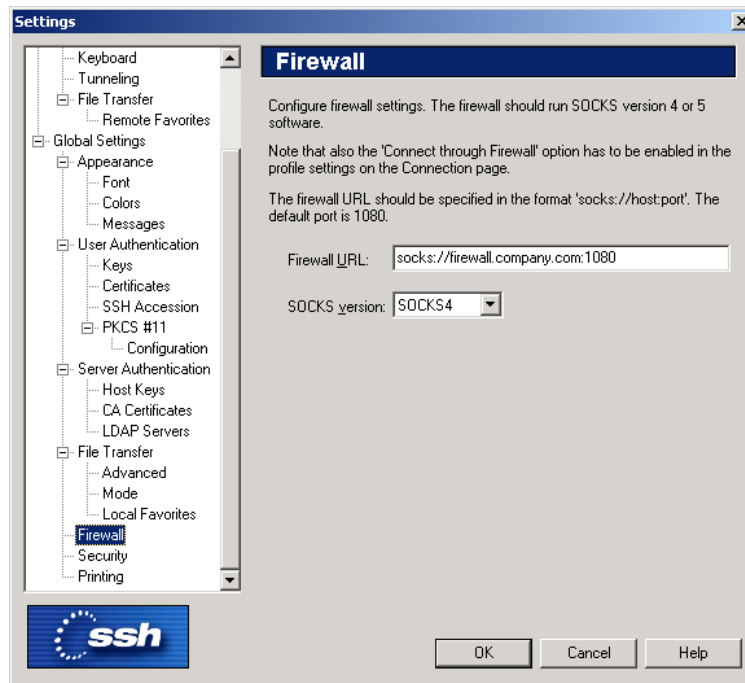 Settings
Keyboard
Tunneling
File Transfer
Remote Favorites
Global Settings
Appearance
Font
Colors
Messages
User Authentication
Keys
Certificates
SSH Accession
PKCS #11
Configuration
Server Authentication
Host Keys
CA Certificates
LDAP Servers
File Transfer
Advanced
Mode
Local Favorites
Firewall
Security
Printing
ssh
Firewall
Configure firewall settings. The firewall should run SOCKS version 4 or 5
software.
Note that also the 'Connect through Firewall' option has to be enabled in the
profile settings on the Connection page.
The firewall URL should be specified in the format 'socks://host:port'. The
default port is 1080.
Firewall URL: socks://firewall.company.com:1080
SOCKS version: SOCKS4
OK Cancel Help